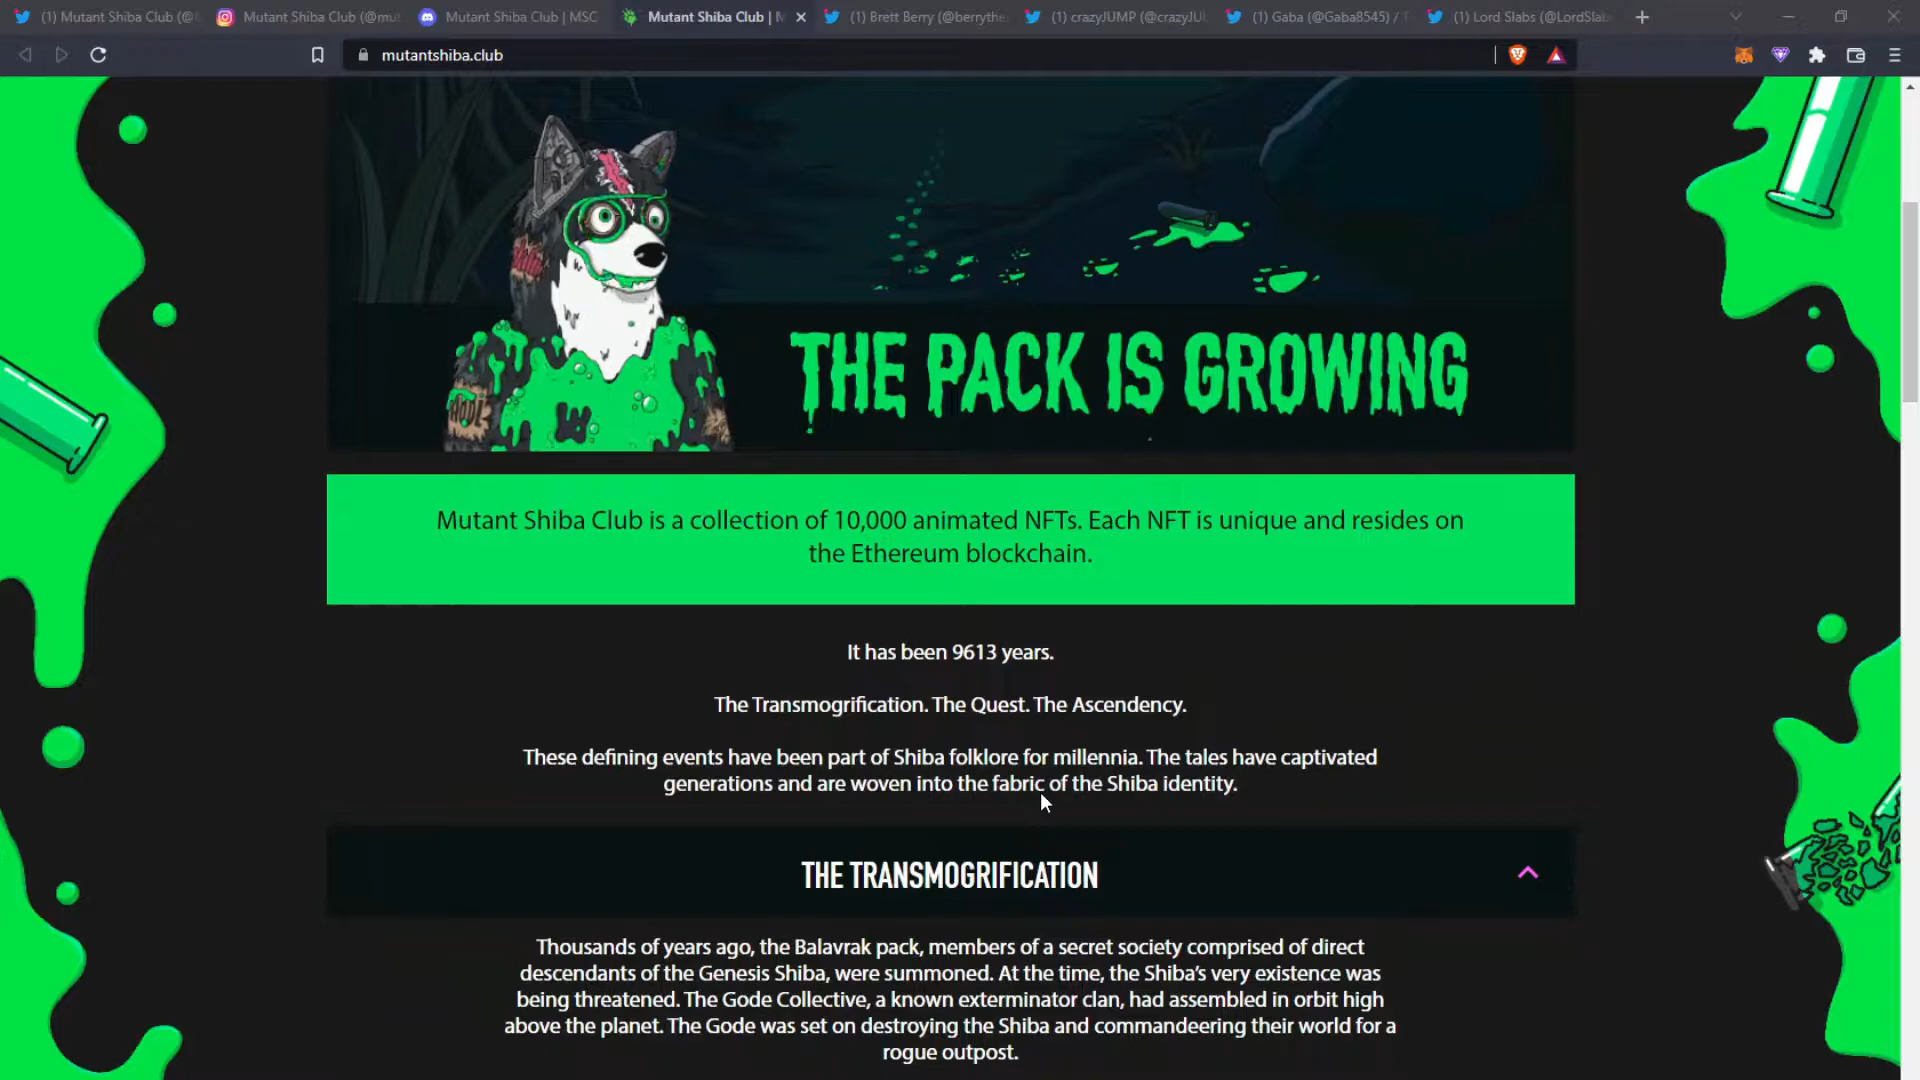 (1) Mutant Shiba Club (@
Mutant Shiba Club (@mut
Mutant Shiba Club | MSC
Mutant Shiba Club | M
(1) Brett Berry (@berrythe
(1) crazyJUMP (@crazyJU
(1) Gaba (@Gaba8545) / T
(1) Lord Slabs (@LordSlab
mutantshiba.club
HODL
THE PACK IS GROWING
Mutant Shiba Club is a collection of 10,000 animated NFTs. Each NFT is unique and resides on
the Ethereum blockchain.
It has been 9613 years.
The Transmogrification. The Quest. The Ascendency.
These defining events have been part of Shiba folklore for millennia. The tales have captivated
generations and are woven into the fabric of the Shiba identity.
THE TRANSMOGRIFICATION
Thousands of years ago, the Balavrak pack, members of a secret society comprised of direct
descendants of the Genesis Shiba, were summoned. At the time, the Shiba's very existence was
being threatened. The Gode Collective, a known exterminator clan, had assembled in orbit high
above the planet. The Gode was set on destroying the Shiba and commandeering their world for a
rogue outpost.